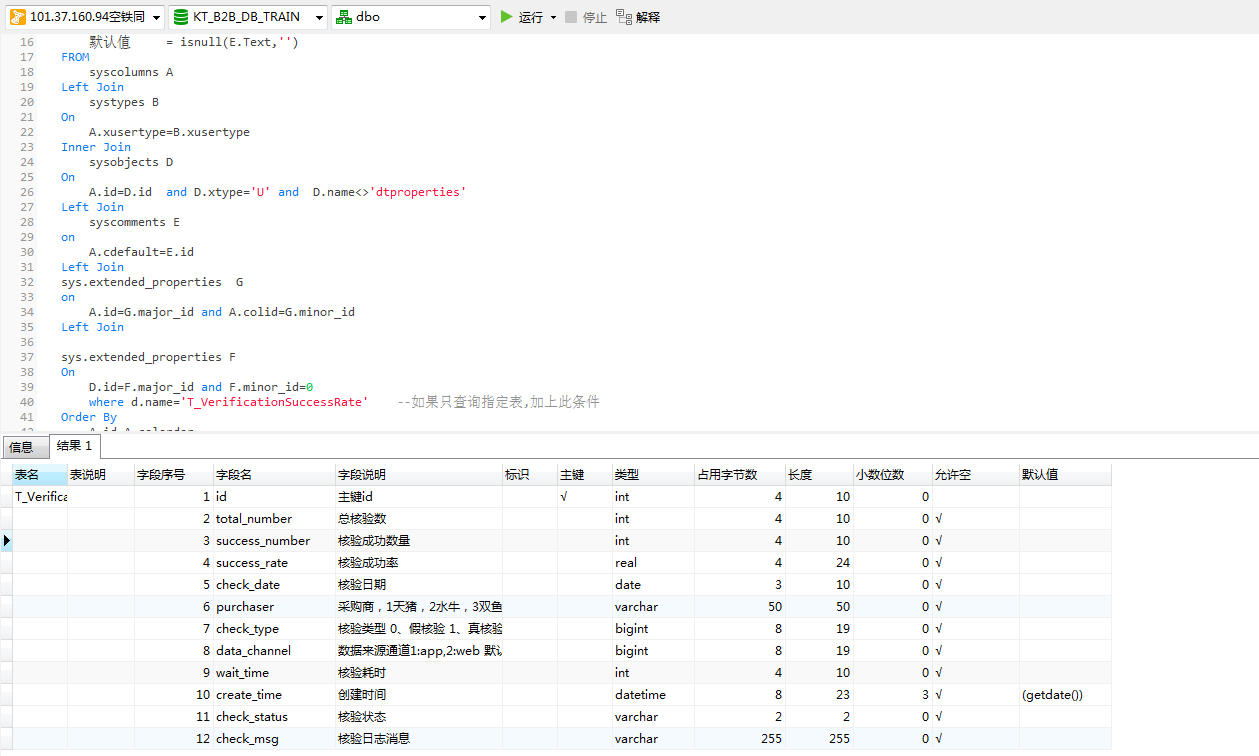 101.37.160.94空铁同 KT_B2B_DB_TRAIN dbo 运行 停止 解释
16 默认值 = isnull(E.Text,'')
17 FROM
18 syscolumns A
19 Left Join
20 systypes B
21 On
22 A.xusertype=B.xusertype
23 Inner Join
24 sysobjects D
25 On
26 A.id=D.id and D.xtype='U' and D.name<>'dtproperties'
27 Left Join
28 syscomments E
29 on
30 A.cdefault=E.id
31 Left Join
32 sys.extended_properties G
33 on
34 A.id=G.major_id and A.colid=G.minor_id
35 Left Join
36
37 sys.extended_properties F
38 On
39 D.id=F.major_id and F.minor_id=0
40 where d.name='T_VerificationSuccessRate' --如果只查询指定表,加上此条件
41 Order By
信息 结果 1
表名 表说明 字段序号 字段名 字段说明 标识 主键 类型 占用字节数 长度 小数位数 允许空 默认值
T_Verifica 1 id 主键id √ int 4 10 0
2 total_number 总核验数 int 4 10 0 √
3 success_number 核验成功数量 int 4 10 0 √
4 success_rate 核验成功率 real 4 24 0 √
5 check_date 核验日期 date 3 10 0 √
6 purchaser 采购商，1天猪，2水牛，3双鱼 varchar 50 50 0 √
7 check_type 核验类型 0、假核验 1、真核验 bigint 8 19 0 √
8 data_channel 数据来源通道1:app,2:web 默认 bigint 8 19 0 √
9 wait_time 核验耗时 int 4 10 0 √
10 create_time 创建时间 datetime 8 23 3 √ (getdate())
11 check_status 核验状态 varchar 2 2 0 √
12 check_msg 核验日志消息 varchar 255 255 0 √